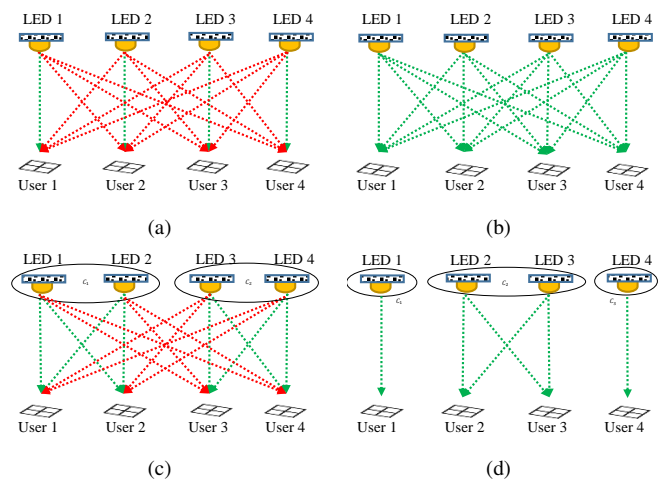 LED 1 LED 2 LED 3 LED 4
User 1 User 2 User 3 User 4
(a)
LED 1 LED 2 LED 3 LED 4
User 1 User 2 User 3 User 4
(b)
LED 1 LED 2 LED 3 LED 4
C₁ C₂
User 1 User 2 User 3 User 4
(c)
LED 1 LED 2 LED 3 LED 4
C₂
User 1 User 2 User 3 User 4
(d)